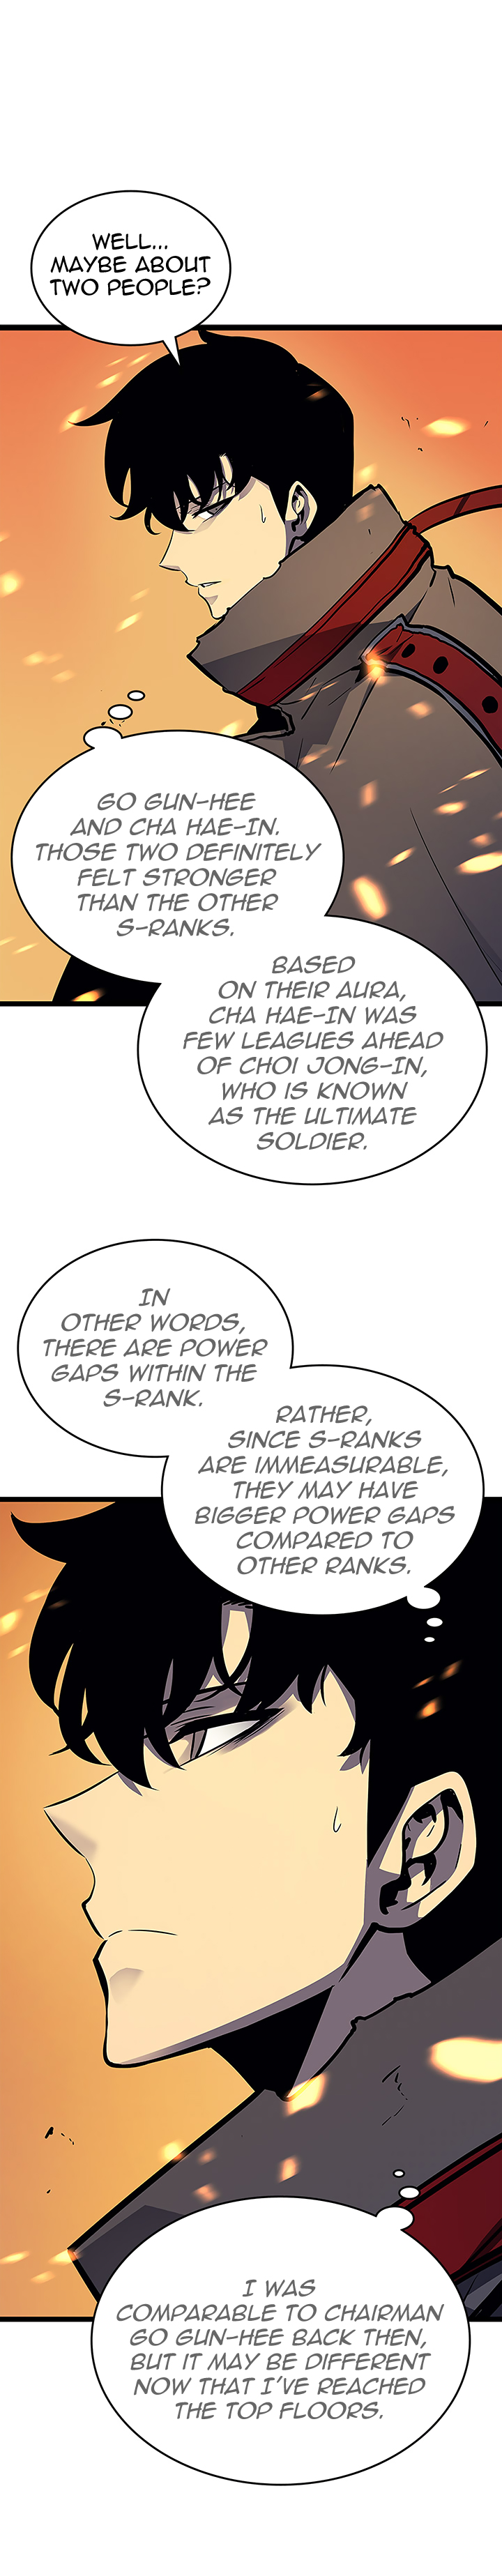 WELL...
MAYBE ABOUT
TWO PEOPLE?
GO GUN-HEE
AND CHA HAE-IN.
THOSE TWO DEFINITELY
FELT STRONGER
THAN THE OTHER
S-RANKS.
BASED
ON THEIR AURA,
CHA HAE-IN WAS
FEW LEAGUES AHEAD
OF CHOI JONG-IN,
WHO IS KNOWN
AS THE ULTIMATE
SOLDIER.
IN
OTHER WORDS,
THERE ARE POWER
GAPS WITHIN THE
S-RANK.
RATHER,
SINCE S-RANKS
ARE IMMEASURABLE,
THEY MAY HAVE
BIGGER POWER GAPS
COMPARED TO
OTHER RANKS.
I WAS
COMPARABLE TO CHAIRMAN
GO GUN-HEE BACK THEN,
BUT IT MAY BE DIFFERENT
NOW THAT I'VE REACHED
THE TOP FLOORS.